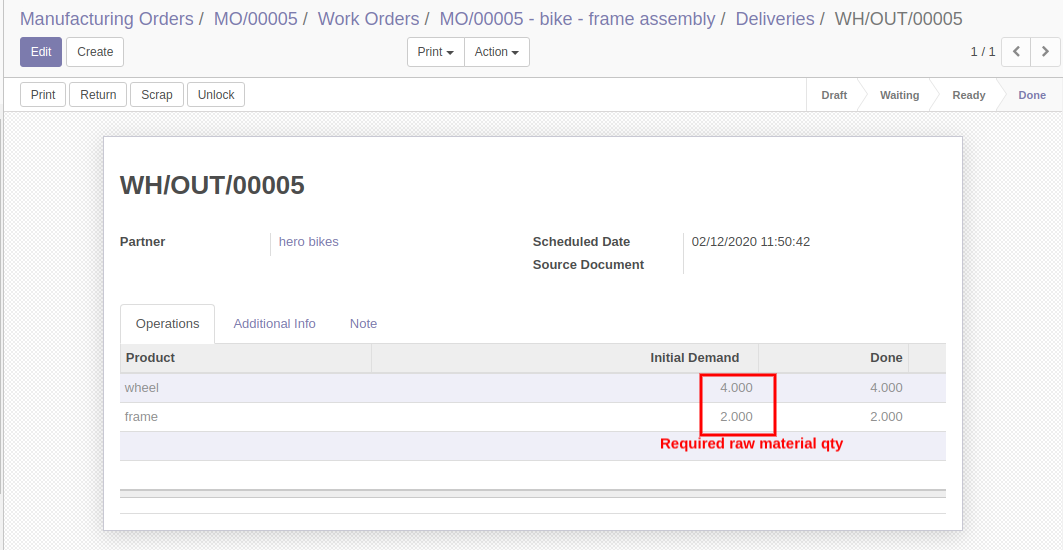 Manufacturing Orders / MO/00005 / Work Orders / MO/00005 - bike - frame assembly / Deliveries / WH/OUT/00005
Edit Create Print Action 1 / 1
Print Return Scrap Unlock Draft Waiting Ready Done
WH/OUT/00005
Partner hero bikes Scheduled Date 02/12/2020 11:50:42
Source Document
Operations Additional Info Note
Product Initial Demand Done
wheel 4.000 4.000
frame 2.000 2.000
Required raw material qty